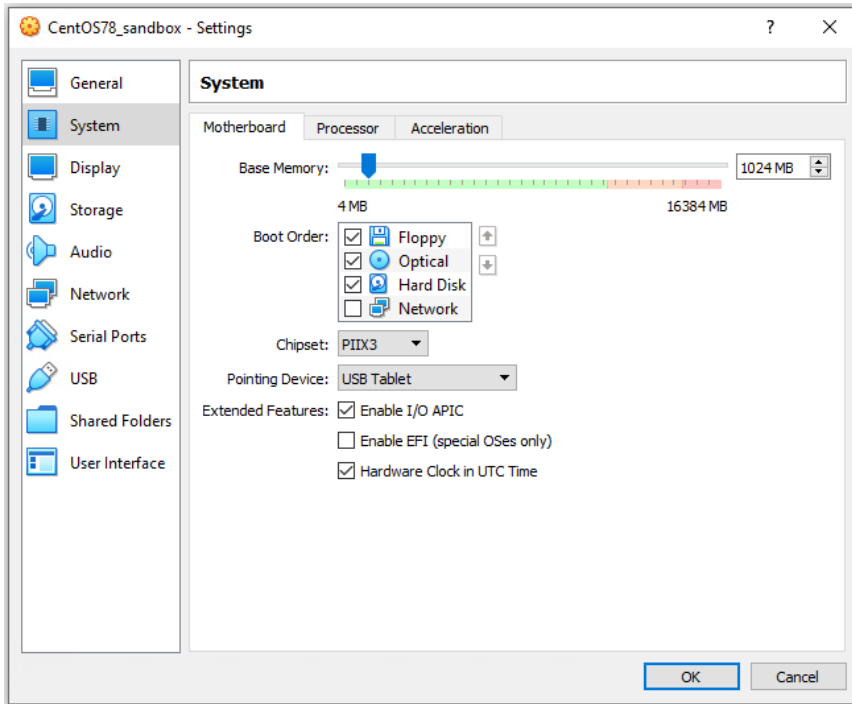 CentOS78_sandbox - Settings
?
General
System
Display
Storage
Audio
Network
Serial Ports
USB
Shared Folders
User Interface
System
Motherboard Processor Acceleration
Base Memory: 1024 MB
4 MB 16384 MB
Boot Order: Floppy
Optical
Hard Disk
Network
Chipset: PIIX3
Pointing Device: USB Tablet
Extended Features: Enable I/O APIC
Enable EFI (special OSes only)
Hardware Clock in UTC Time
OK Cancel